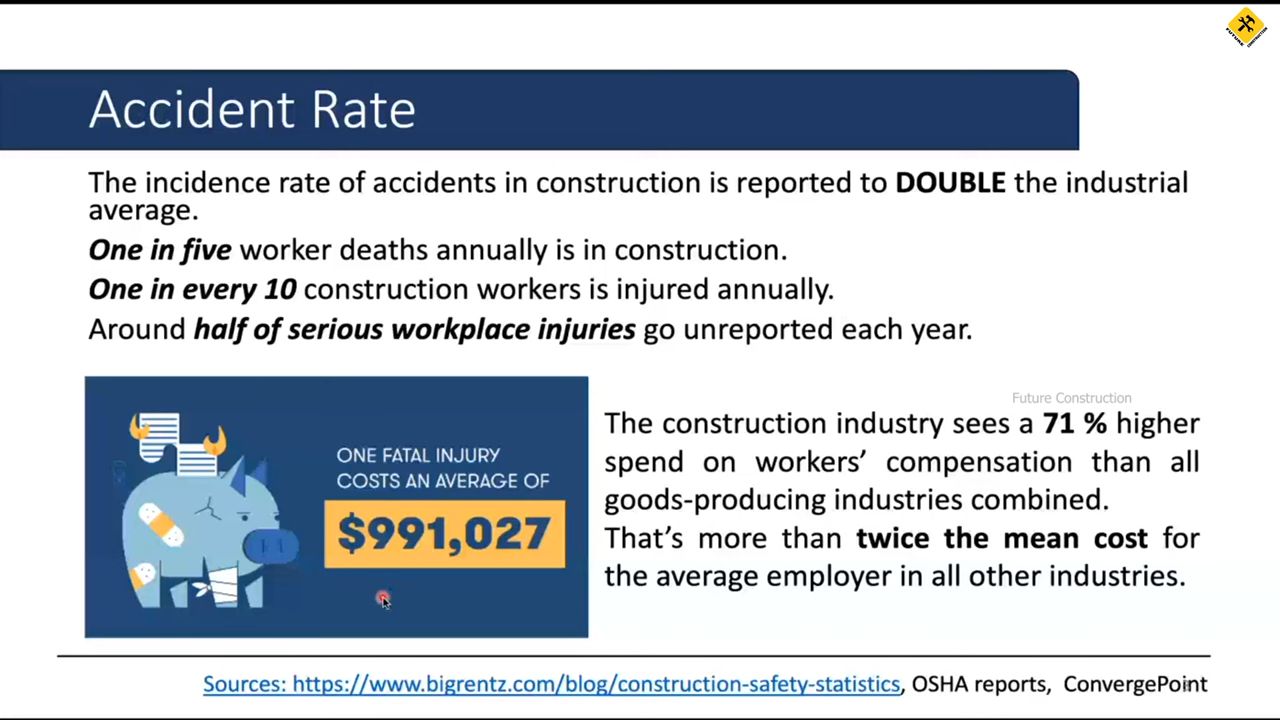 Accident Rate
The incidence rate of accidents in construction is reported to DOUBLE the industrial
average.
One in five worker deaths annually is in construction.
One in every 10 construction workers is injured annually.
Around half of serious workplace injuries go unreported each year.
ONE FATAL INJURY
COSTS AN AVERAGE OF
$991,027
Future Construction
The construction industry sees a 71 % higher
spend on workers’ compensation than all
goods-producing industries combined.
That’s more than twice the mean cost for
the average employer in all other industries.
Sources: https://www.bigrentz.com/blog/construction-safety-statistics, OSHA reports, ConvergePoint